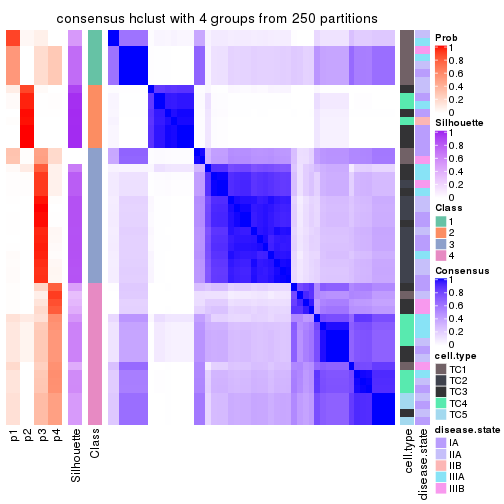 consensus hclust with 4 groups from 250 partitions
Prob
1
0.8
0.6
0.4
0.2
0
Silhouette
1
0.8
0.6
0.4
0.2
0
Class
1
2
3
4
Consensus
1
0.8
0.6
0.4
0.2
0
cell.type
TC1
TC2
TC3
TC4
TC5
disease.state
IA
IIA
IIB
IIIA
IIIB
p1
p2
p3
p4
Silhouette
Class
cell.type
disease.state